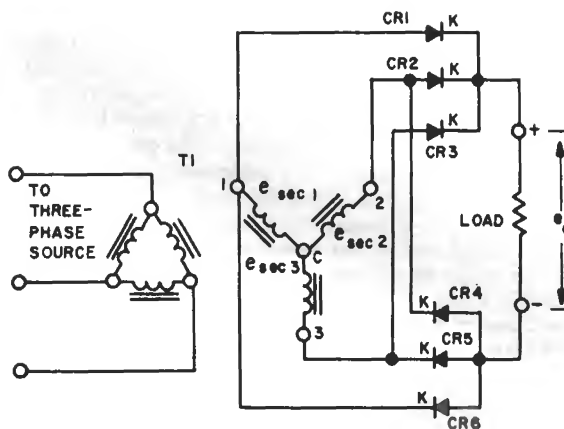 CR1
K
CR2
K
K
CR3
T1
TO
THREE-
PHASE
SOURCE
1
e sec 1
2
e sec 2
e sec 3
C
3
+
LOAD
e
-
K
CR4
K
CR5
K
CR6